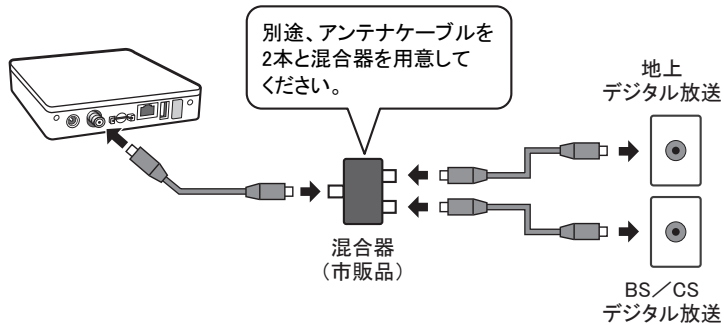 別途、アンテナケーブルを
2本と混合器を用意して
ください。
地上
デジタル放送
混合器
（市販品）
BS／CS
デジタル放送